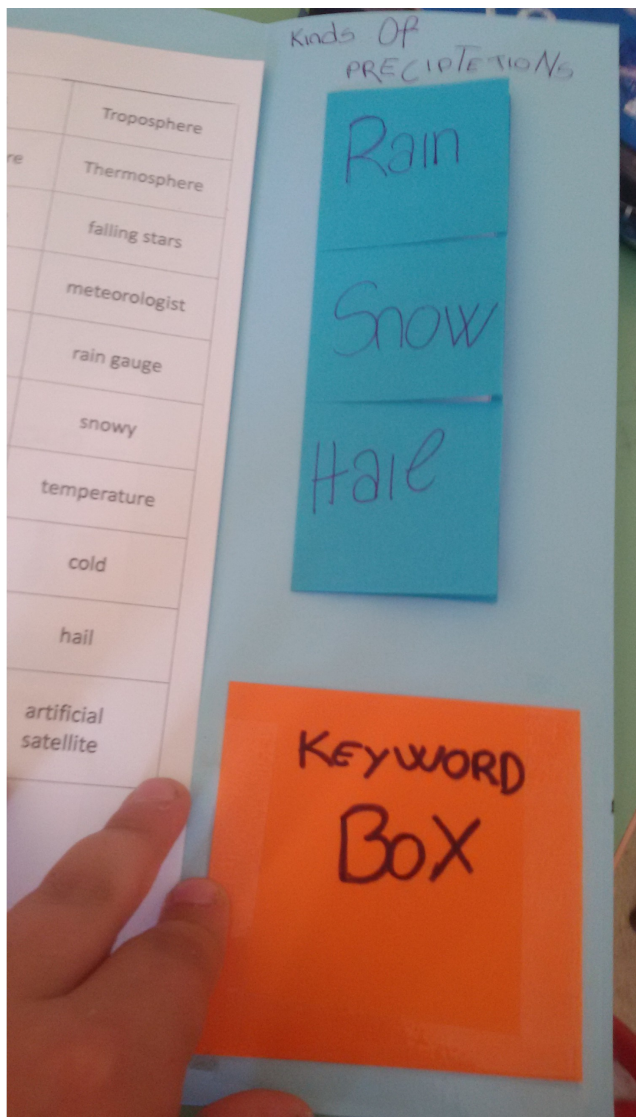 Troposphere
re
Thermosphere
falling stars
meteorologist
rain gauge
snowy
temperature
cold
hail
artificial
satellite
Kinds Of
PRECIPTETIONS
Rain
Snow
Hail
KEYWORD
BOX